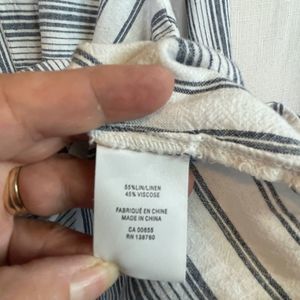 55%LIN/LINEN
45% VISCOSE
FABRIQUÉ EN CHINE
MADE IN CHINA
CA 00655
RN 138760